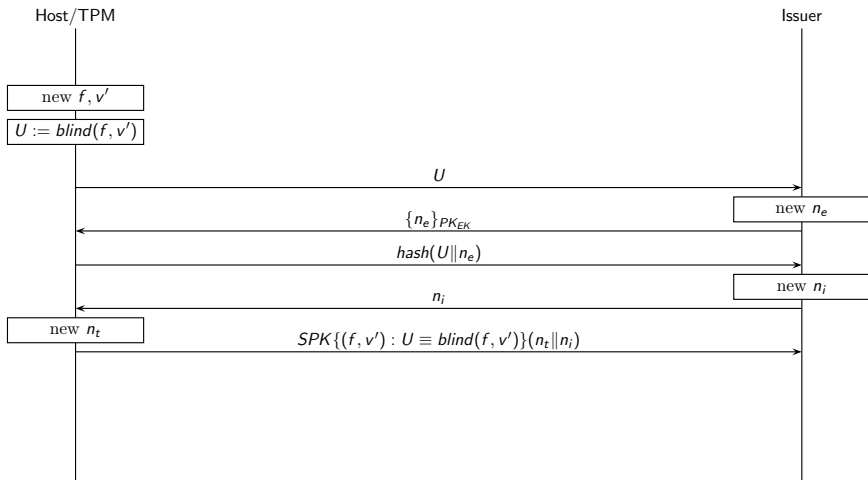 Host/TPM
Issuer
new f, v′
U := blind(f, v′)
U
new nₑ
{nₑ}PK_EK
hash(U‖nₑ)
new nᵢ
nᵢ
new nₜ
SPK{(f, v′) : U ≡ blind(f, v′)}(nₜ‖nᵢ)